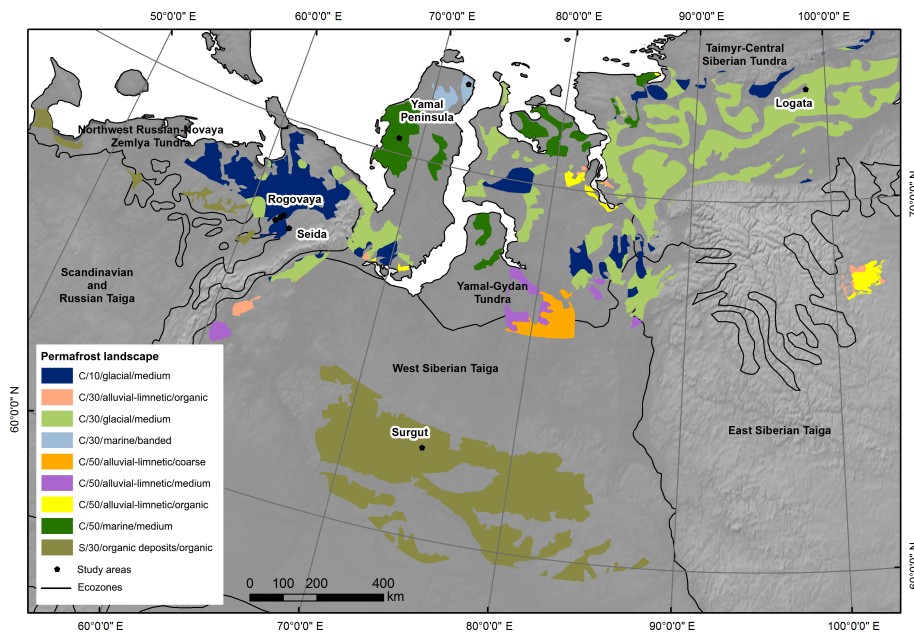 50°0'0" E
60°0'0" E
70°0'0" E
80°0'0" E
90°0'0" E
100°0'0" E
Taimyr-Central
Siberian Tundra
Logata
Yamal
Peninsula
Northwest Russian-Novaya
Zemlya Tundra
Rogovaya
Seida
70°0'0" N
Scandinavian
and
Russian Taiga
Yamal-Gydan
Tundra
West Siberian Taiga
East Siberian Taiga
Surgut
60°0'0" N
60°0'0" N
Permafrost landscape
C/10/glacial/medium
C/30/alluvial-limnetic/organic
C/30/glacial/medium
C/30/marine/banded
C/50/alluvial-limnetic/coarse
C/50/alluvial-limnetic/medium
C/50/alluvial-limnetic/organic
C/50/marine/medium
S/30/organic deposits/organic
Study areas
Ecozones
0 100 200 400
km
60°0'0" E
70°0'0" E
80°0'0" E
90°0'0" E
100°0'0" E